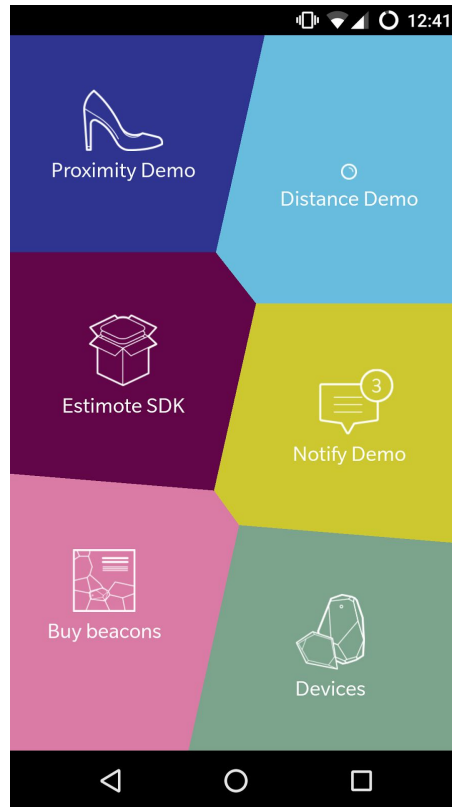 12:41
Proximity Demo
Distance Demo
Estimote SDK
3
Notify Demo
Buy beacons
Devices